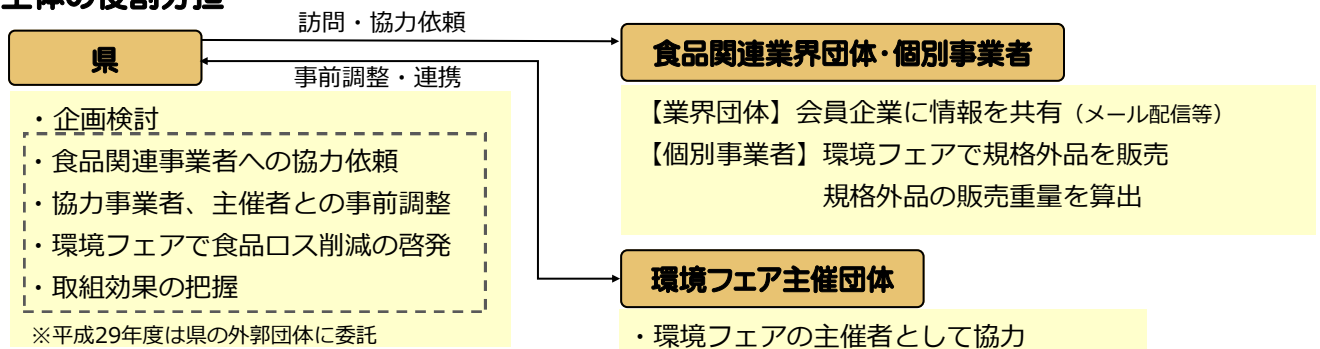 主体の役割分担
訪問・協力依頼
県
事前調整・連携
・企画検討
・食品関連事業者への協力依頼
・協力事業者、主催者との事前調整
・環境フェアで食品ロス削減の啓発
・取組効果の把握
※平成29年度は県の外郭団体に委託
食品関連業界団体・個別事業者
【業界団体】会員企業に情報を共有（メール配信等）
【個別事業者】環境フェアで規格外品を販売
規格外品の販売重量を算出
環境フェア主催団体
・環境フェアの主催者として協力